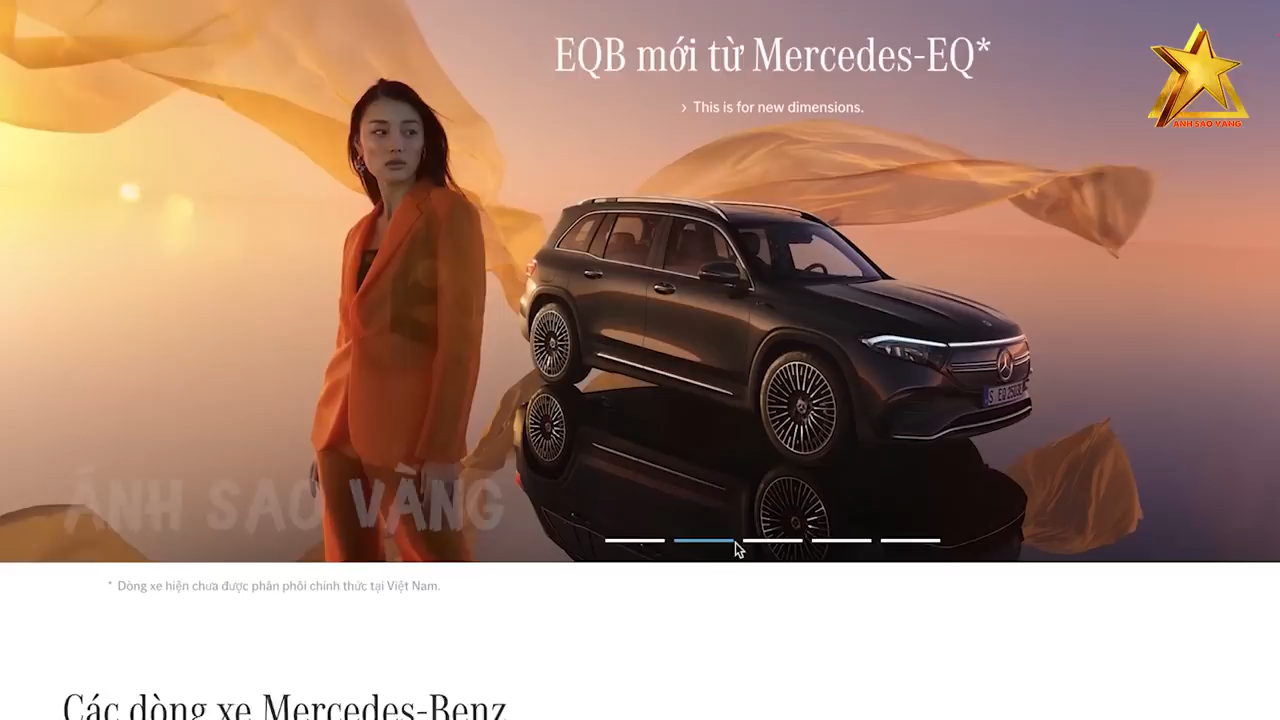 EQB mới từ Mercedes-EQ*
› This is for new dimensions.
ÁNH SAO VÀNG
S EQ 2503E
ÁNH SAO VÀNG
* Dòng xe hiện chưa được phân phối chính thức tại Việt Nam.
Các dòng xe Mercedes-Benz